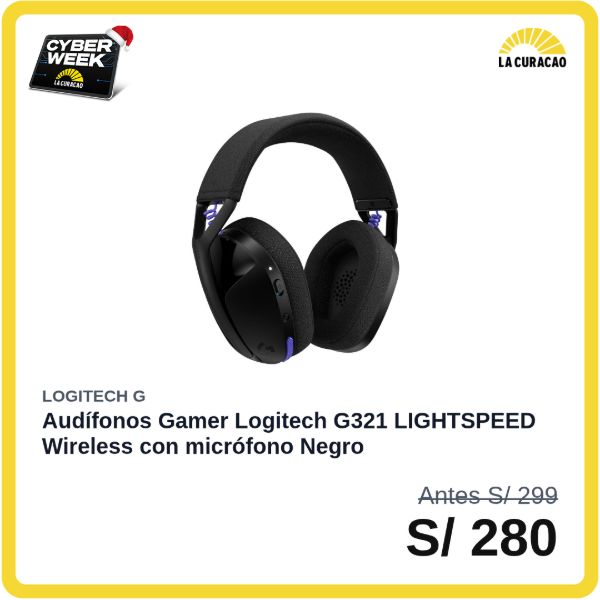 CYBER
WEEK
LA CURACAO
LA CURACAO
LOGITECH G
Audífonos Gamer Logitech G321 LIGHTSPEED
Wireless con micrófono Negro
Antes S/ 299
S/ 280